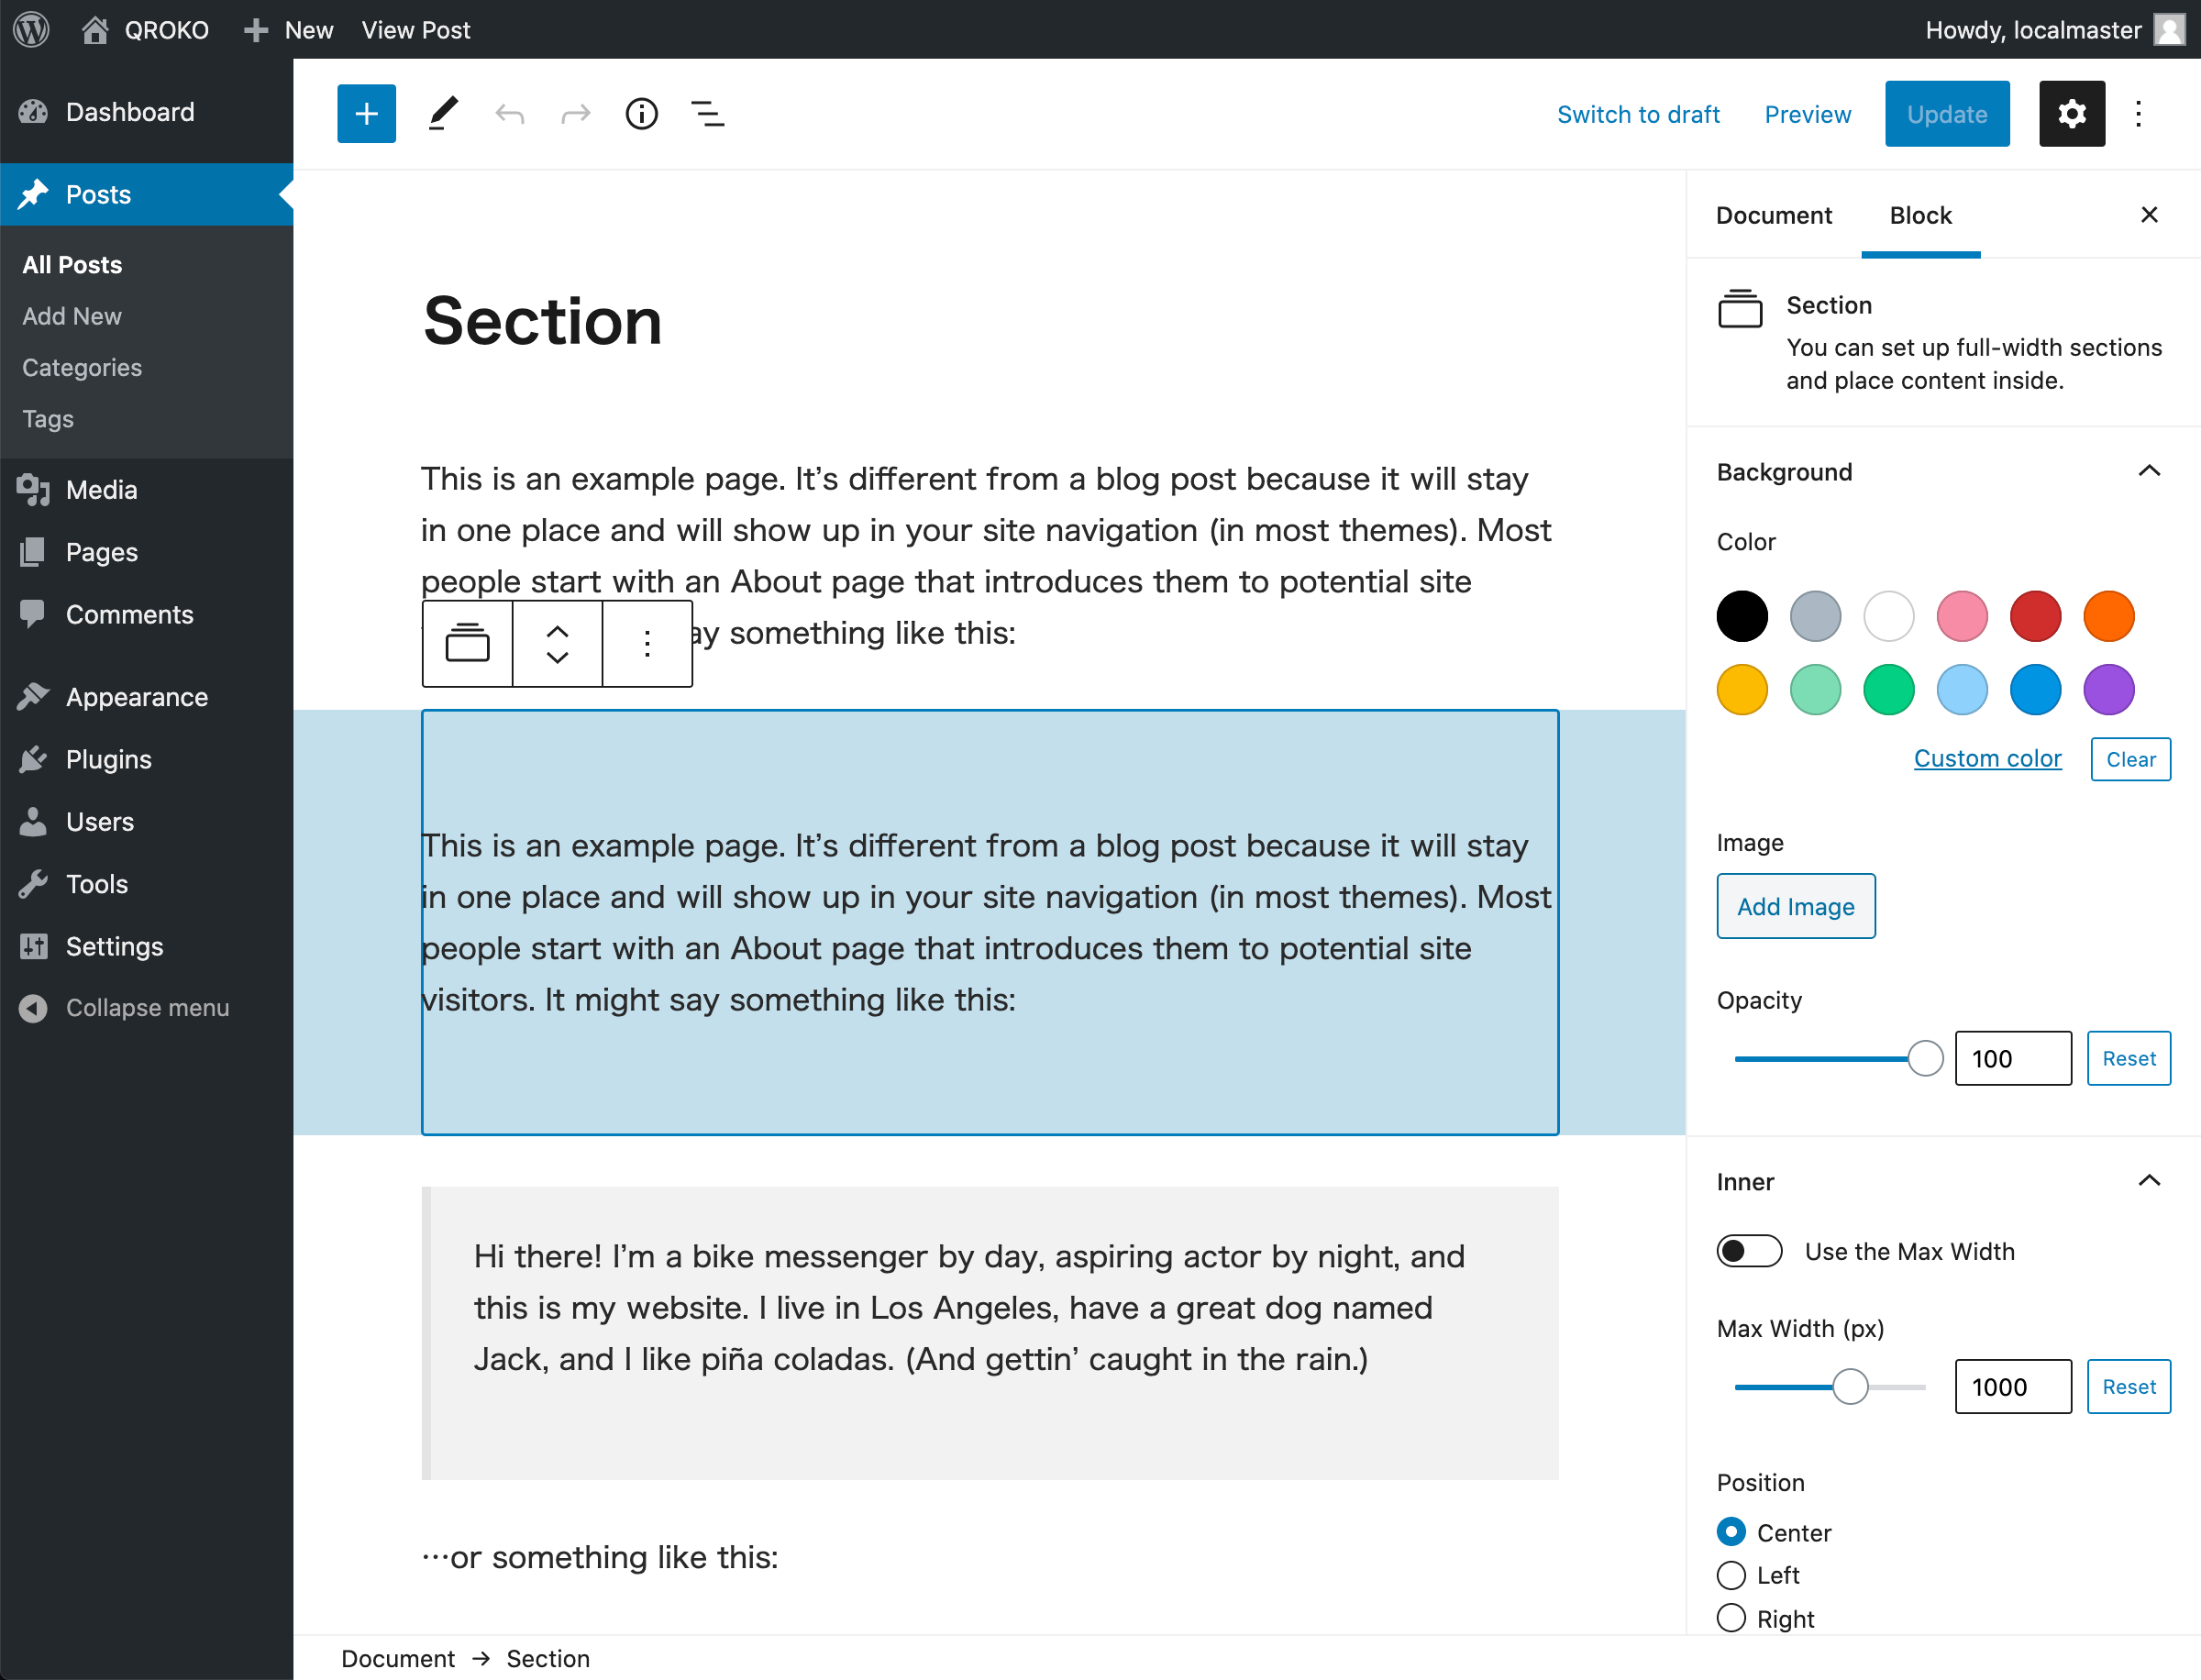 QROKO
New
View Post
Howdy, localmaster
Dashboard
Posts
All Posts
Add New
Categories
Tags
Media
Pages
Comments
Appearance
Plugins
Users
Tools
Settings
Collapse menu
Switch to draft
Preview
Update
Section
This is an example page. It’s different from a blog post because it will stay
in one place and will show up in your site navigation (in most themes). Most
people start with an About page that introduces them to potential site
ay something like this:
This is an example page. It’s different from a blog post because it will stay
in one place and will show up in your site navigation (in most themes). Most
people start with an About page that introduces them to potential site
visitors. It might say something like this:
Hi there! I’m a bike messenger by day, aspiring actor by night, and
this is my website. I live in Los Angeles, have a great dog named
Jack, and I like piña coladas. (And gettin’ caught in the rain.)
…or something like this:
Document → Section
Document
Block
Section
You can set up full-width sections
and place content inside.
Background
Color
Custom color
Clear
Image
Add Image
Opacity
100
Reset
Inner
Use the Max Width
Max Width (px)
1000
Reset
Position
Center
Left
Right